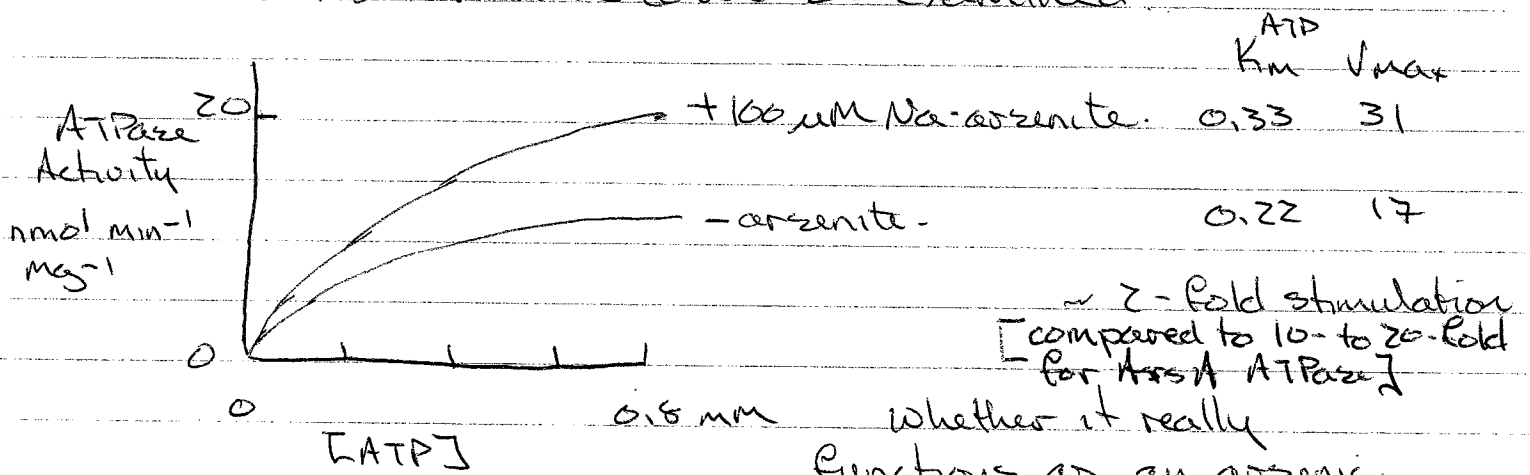 ATP
Km Vmax
20
ATPase
Activity
nmol min-1
mg-1
+100 µM Na-arsenite. 0.33 31
-arsenite. 0.22 17
~ 2-fold stimulation
[compared to 10- to 20-fold
for ArsA ATPase]
0
0 0.8 mM
[ATP]
whether it really
functions as an arsenic